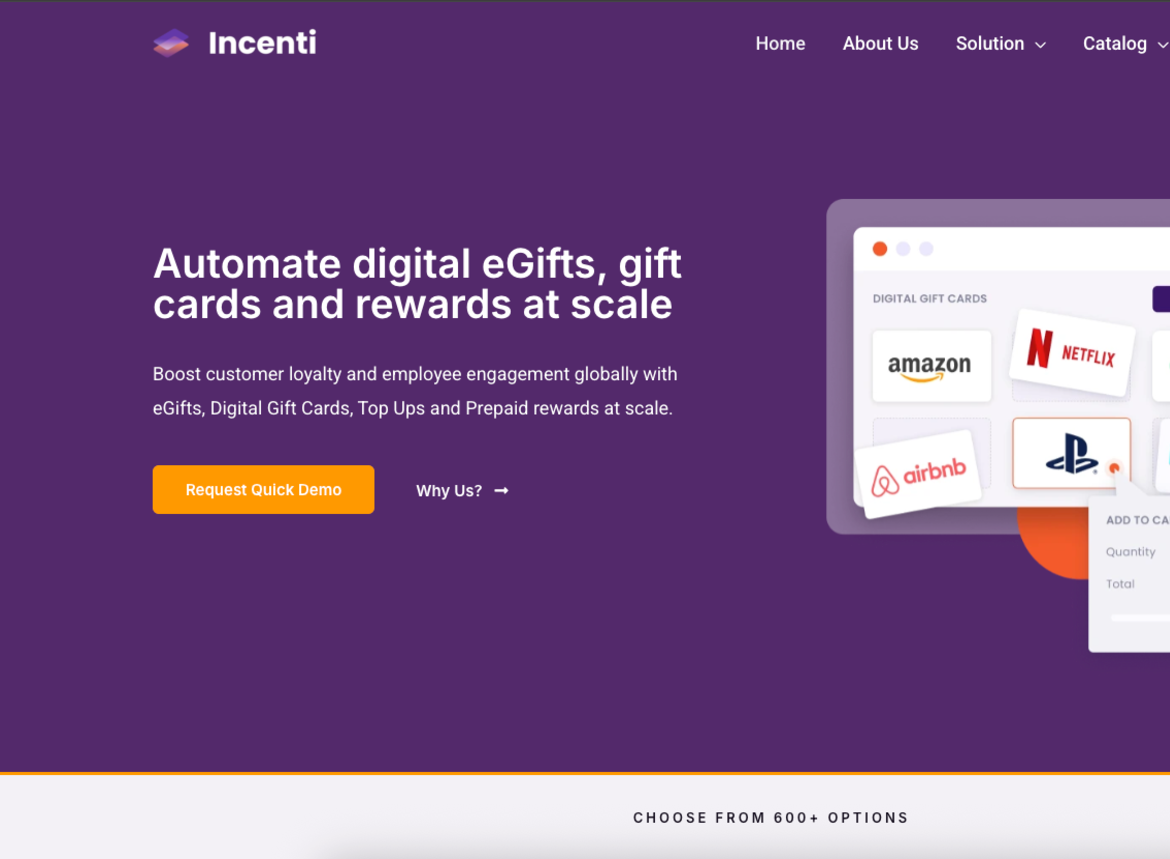 Incenti
Home
About Us
Solution
Catalog
Automate digital eGifts, gift
cards and rewards at scale
Boost customer loyalty and employee engagement globally with
eGifts, Digital Gift Cards, Top Ups and Prepaid rewards at scale.
Request Quick Demo
Why Us?
DIGITAL GIFT CARDS
amazon
N NETFLIX
airbnb
ADD TO CA
Quantity
Total
CHOOSE FROM 600+ OPTIONS